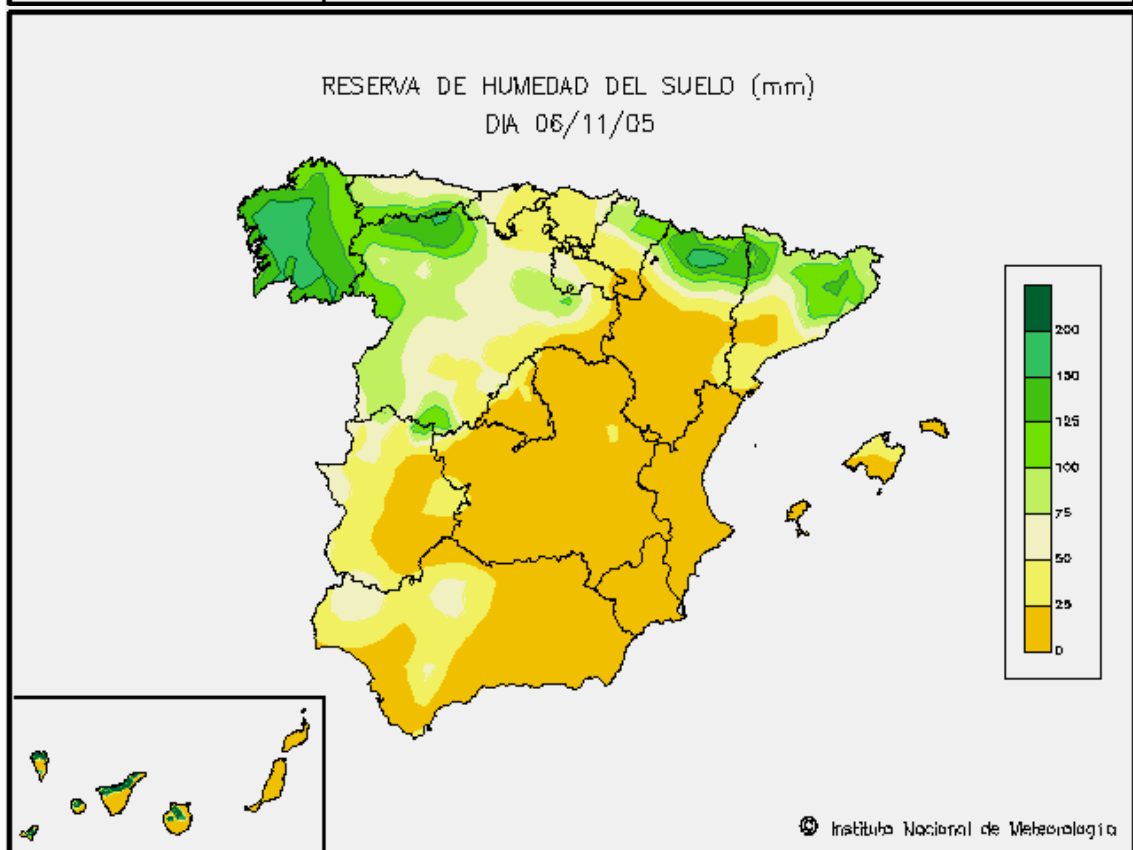 RESERVA DE HUMEDAD DEL SUELO (mm)
DIA 06/11/05
200
150
125
100
75
50
25
0
© Instituto Nacional de Meteorología